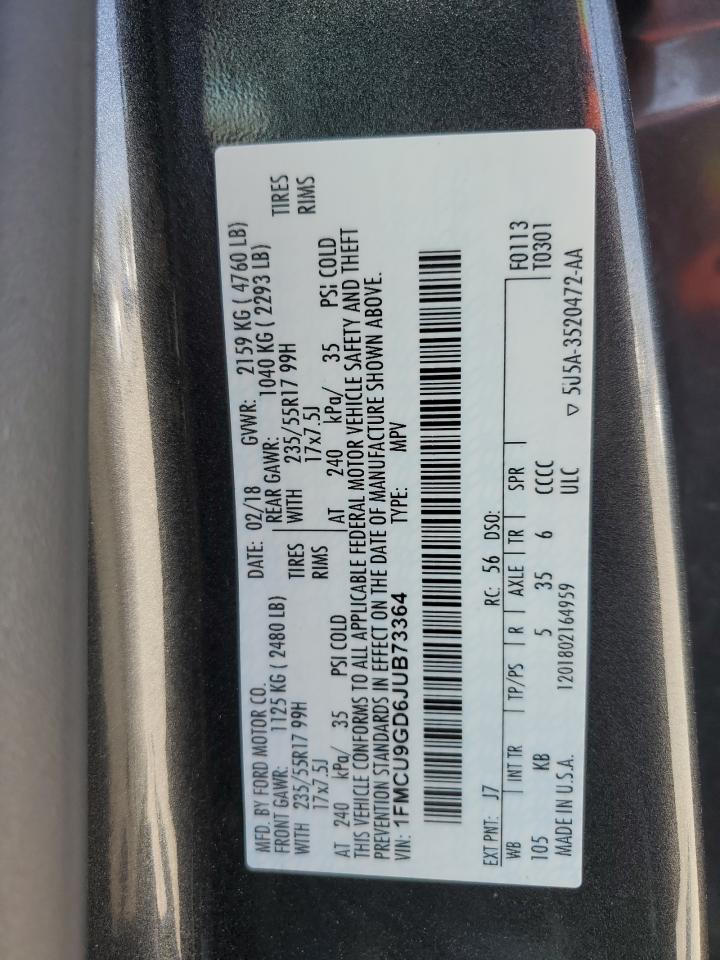 MFD. BY FORD MOTOR CO. DATE: 02/18 GVWR: 2159 KG ( 4760 LB)
FRONT GAWR: 1125 KG ( 2480 LB) REAR GAWR: 1040 KG ( 2293 LB)
WITH 235/55R17 99H TIRES WITH 235/55R17 99H TIRES
17x7.5J RIMS 17x7.5J RIMS
AT 240 kPa/ 35 PSI COLD AT 240 kPa/ 35 PSI COLD
THIS VEHICLE CONFORMS TO ALL APPLICABLE FEDERAL MOTOR VEHICLE SAFETY AND THEFT
PREVENTION STANDARDS IN EFFECT ON THE DATE OF MANUFACTURE SHOWN ABOVE.
VIN: 1FMCU9GD6JUB73364 TYPE: MPV
EXT PNT: J7 RC: 56 DSO: F0113
WB INT TR TP/PS R AXLE TR SPR T0301
105 KB 5 35 6 CCCC
MADE IN U.S.A. 1201802164959 ULC ▽ 5U5A-3520472-AA